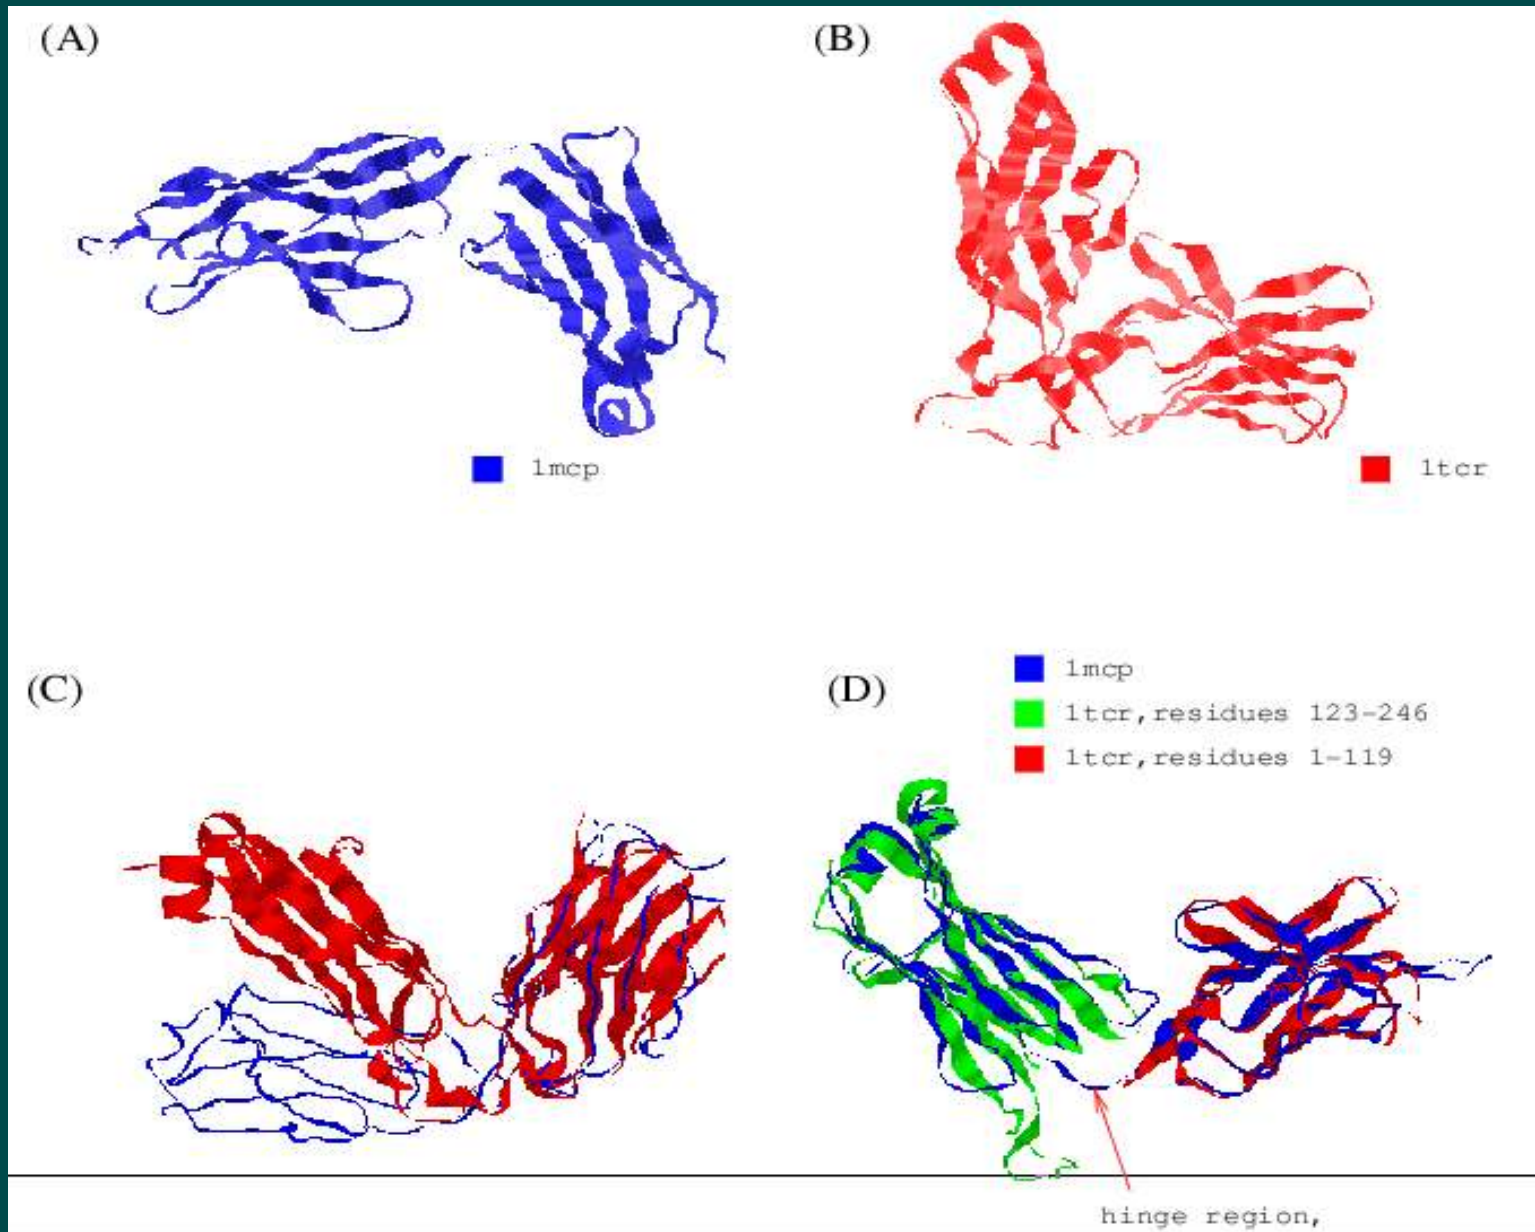 (A)
(B)
1mcp
1tcr
(C)
(D)
1mcp
1tcr,residues 123-246
1tcr,residues 1-119
hinge region,